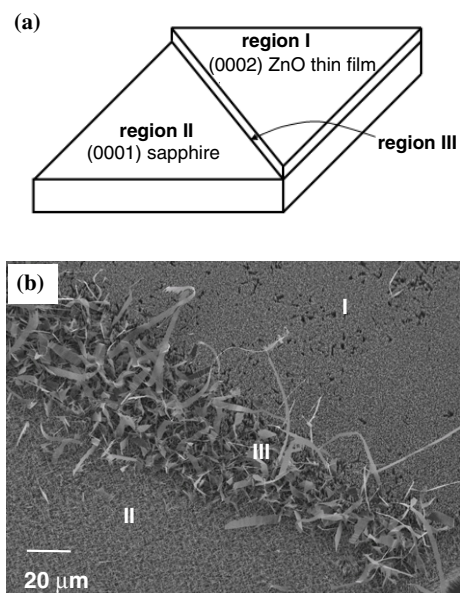 (a)
region I
(0002) ZnO thin film
region II
(0001) sapphire
region III
(b)
I
III
II
20 μm